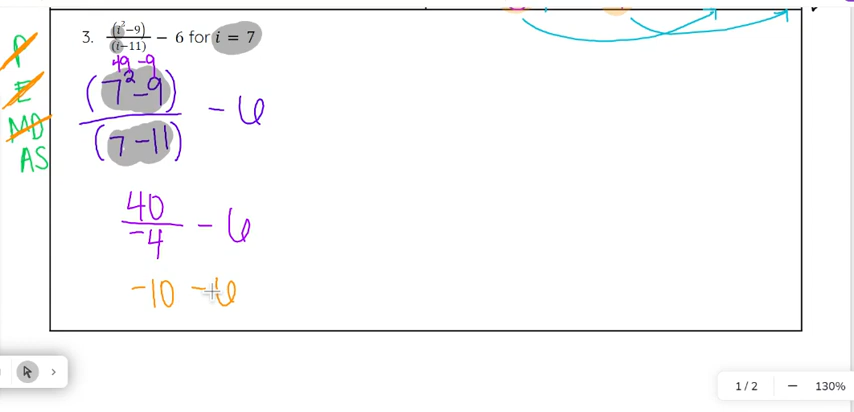 3. (i²−9)/(i−11) − 6 for i = 7
P
E
MD
AS
49 −9
(7² − 9)
(7 − 11)
− 6
40
−4
− 6
−10 − 6
1 / 2 − 130%